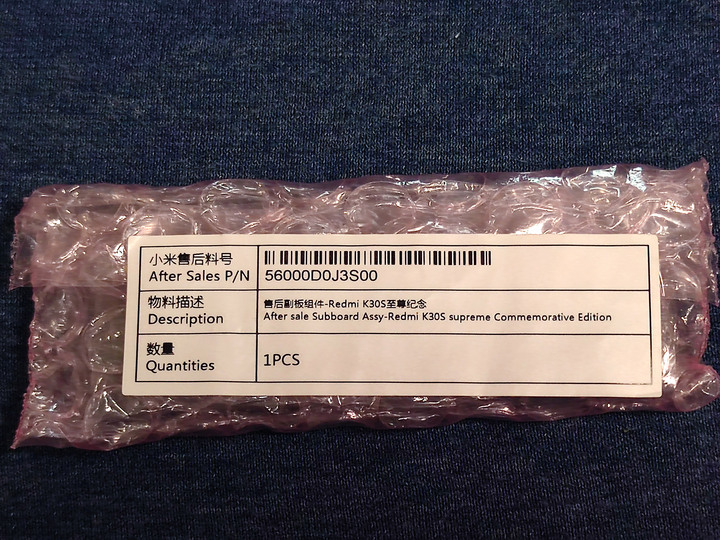 小米售后料号
After Sales P/N
56000D0J3S00
物料描述
Description
售后副板组件-Redmi K30S至尊纪念
After sale Subboard Assy-Redmi K30S supreme Commemorative Edition
数量
Quantities
1PCS